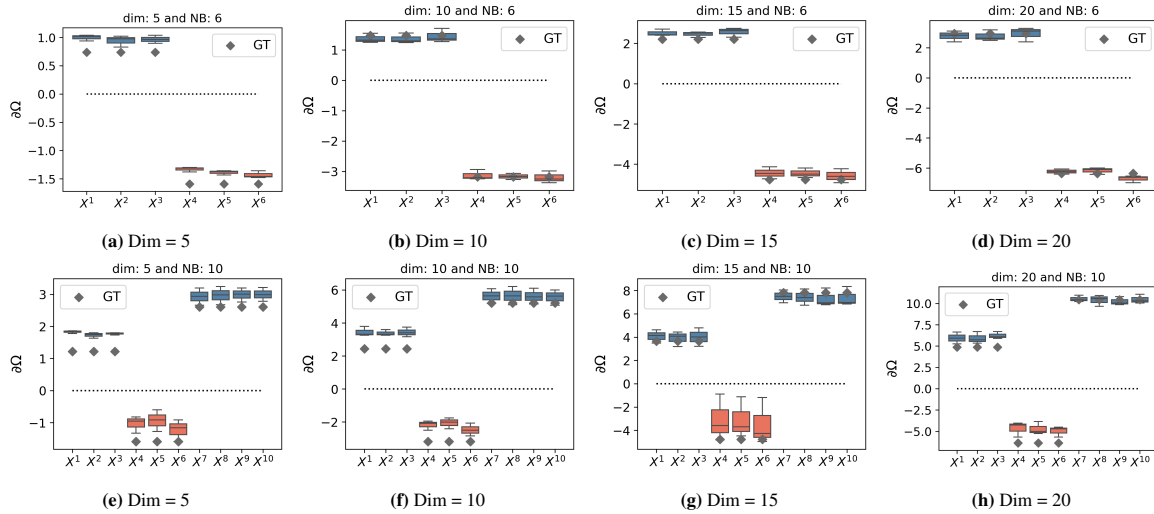 dim: 5 and NB: 6
∂Ω
1.0
0.5
0.0
−0.5
−1.0
−1.5
GT
X¹ X² X³ X⁴ X⁵ X⁶
(a) Dim = 5
dim: 10 and NB: 6
∂Ω
1
0
−1
−2
−3
GT
X¹ X² X³ X⁴ X⁵ X⁶
(b) Dim = 10
dim: 15 and NB: 6
∂Ω
2
0
−2
−4
GT
X¹ X² X³ X⁴ X⁵ X⁶
(c) Dim = 15
dim: 20 and NB: 6
∂Ω
2
0
−2
−4
−6
GT
X¹ X² X³ X⁴ X⁵ X⁶
(d) Dim = 20
dim: 5 and NB: 10
∂Ω
3
2
1
0
−1
GT
X¹ X² X³ X⁴ X⁵ X⁶ X⁷ X⁸ X⁹ X¹⁰
(e) Dim = 5
dim: 10 and NB: 10
∂Ω
6
4
2
0
−2
GT
X¹ X² X³ X⁴ X⁵ X⁶ X⁷ X⁸ X⁹ X¹⁰
(f) Dim = 10
dim: 15 and NB: 10
∂Ω
8
6
4
2
0
−2
−4
GT
X¹ X² X³ X⁴ X⁵ X⁶ X⁷ X⁸ X⁹ X¹⁰
(g) Dim = 15
dim: 20 and NB: 10
∂Ω
10.0
7.5
5.0
2.5
0.0
−2.5
−5.0
GT
X¹ X² X³ X⁴ X⁵ X⁶ X⁷ X⁸ X⁹ X¹⁰
(h) Dim = 20